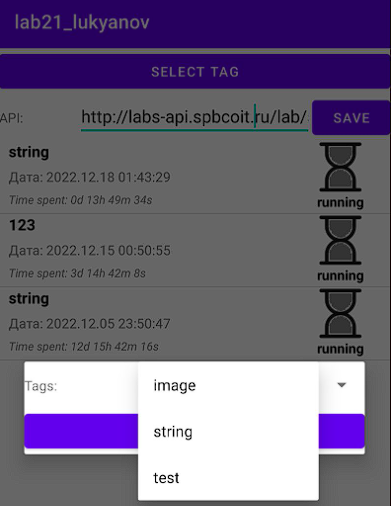 lab21_lukyanov
SELECT TAG
API: http://labs-api.spbcoit.ru/lab/ SAVE
string
Дата: 2022.12.18 01:43:29
Time spent: 0d 13h 49m 34s
running
123
Дата: 2022.12.15 00:50:55
Time spent: 3d 14h 42m 8s
running
string
Дата: 2022.12.05 23:50:47
Time spent: 12d 15h 42m 16s
running
Tags:
image
string
test